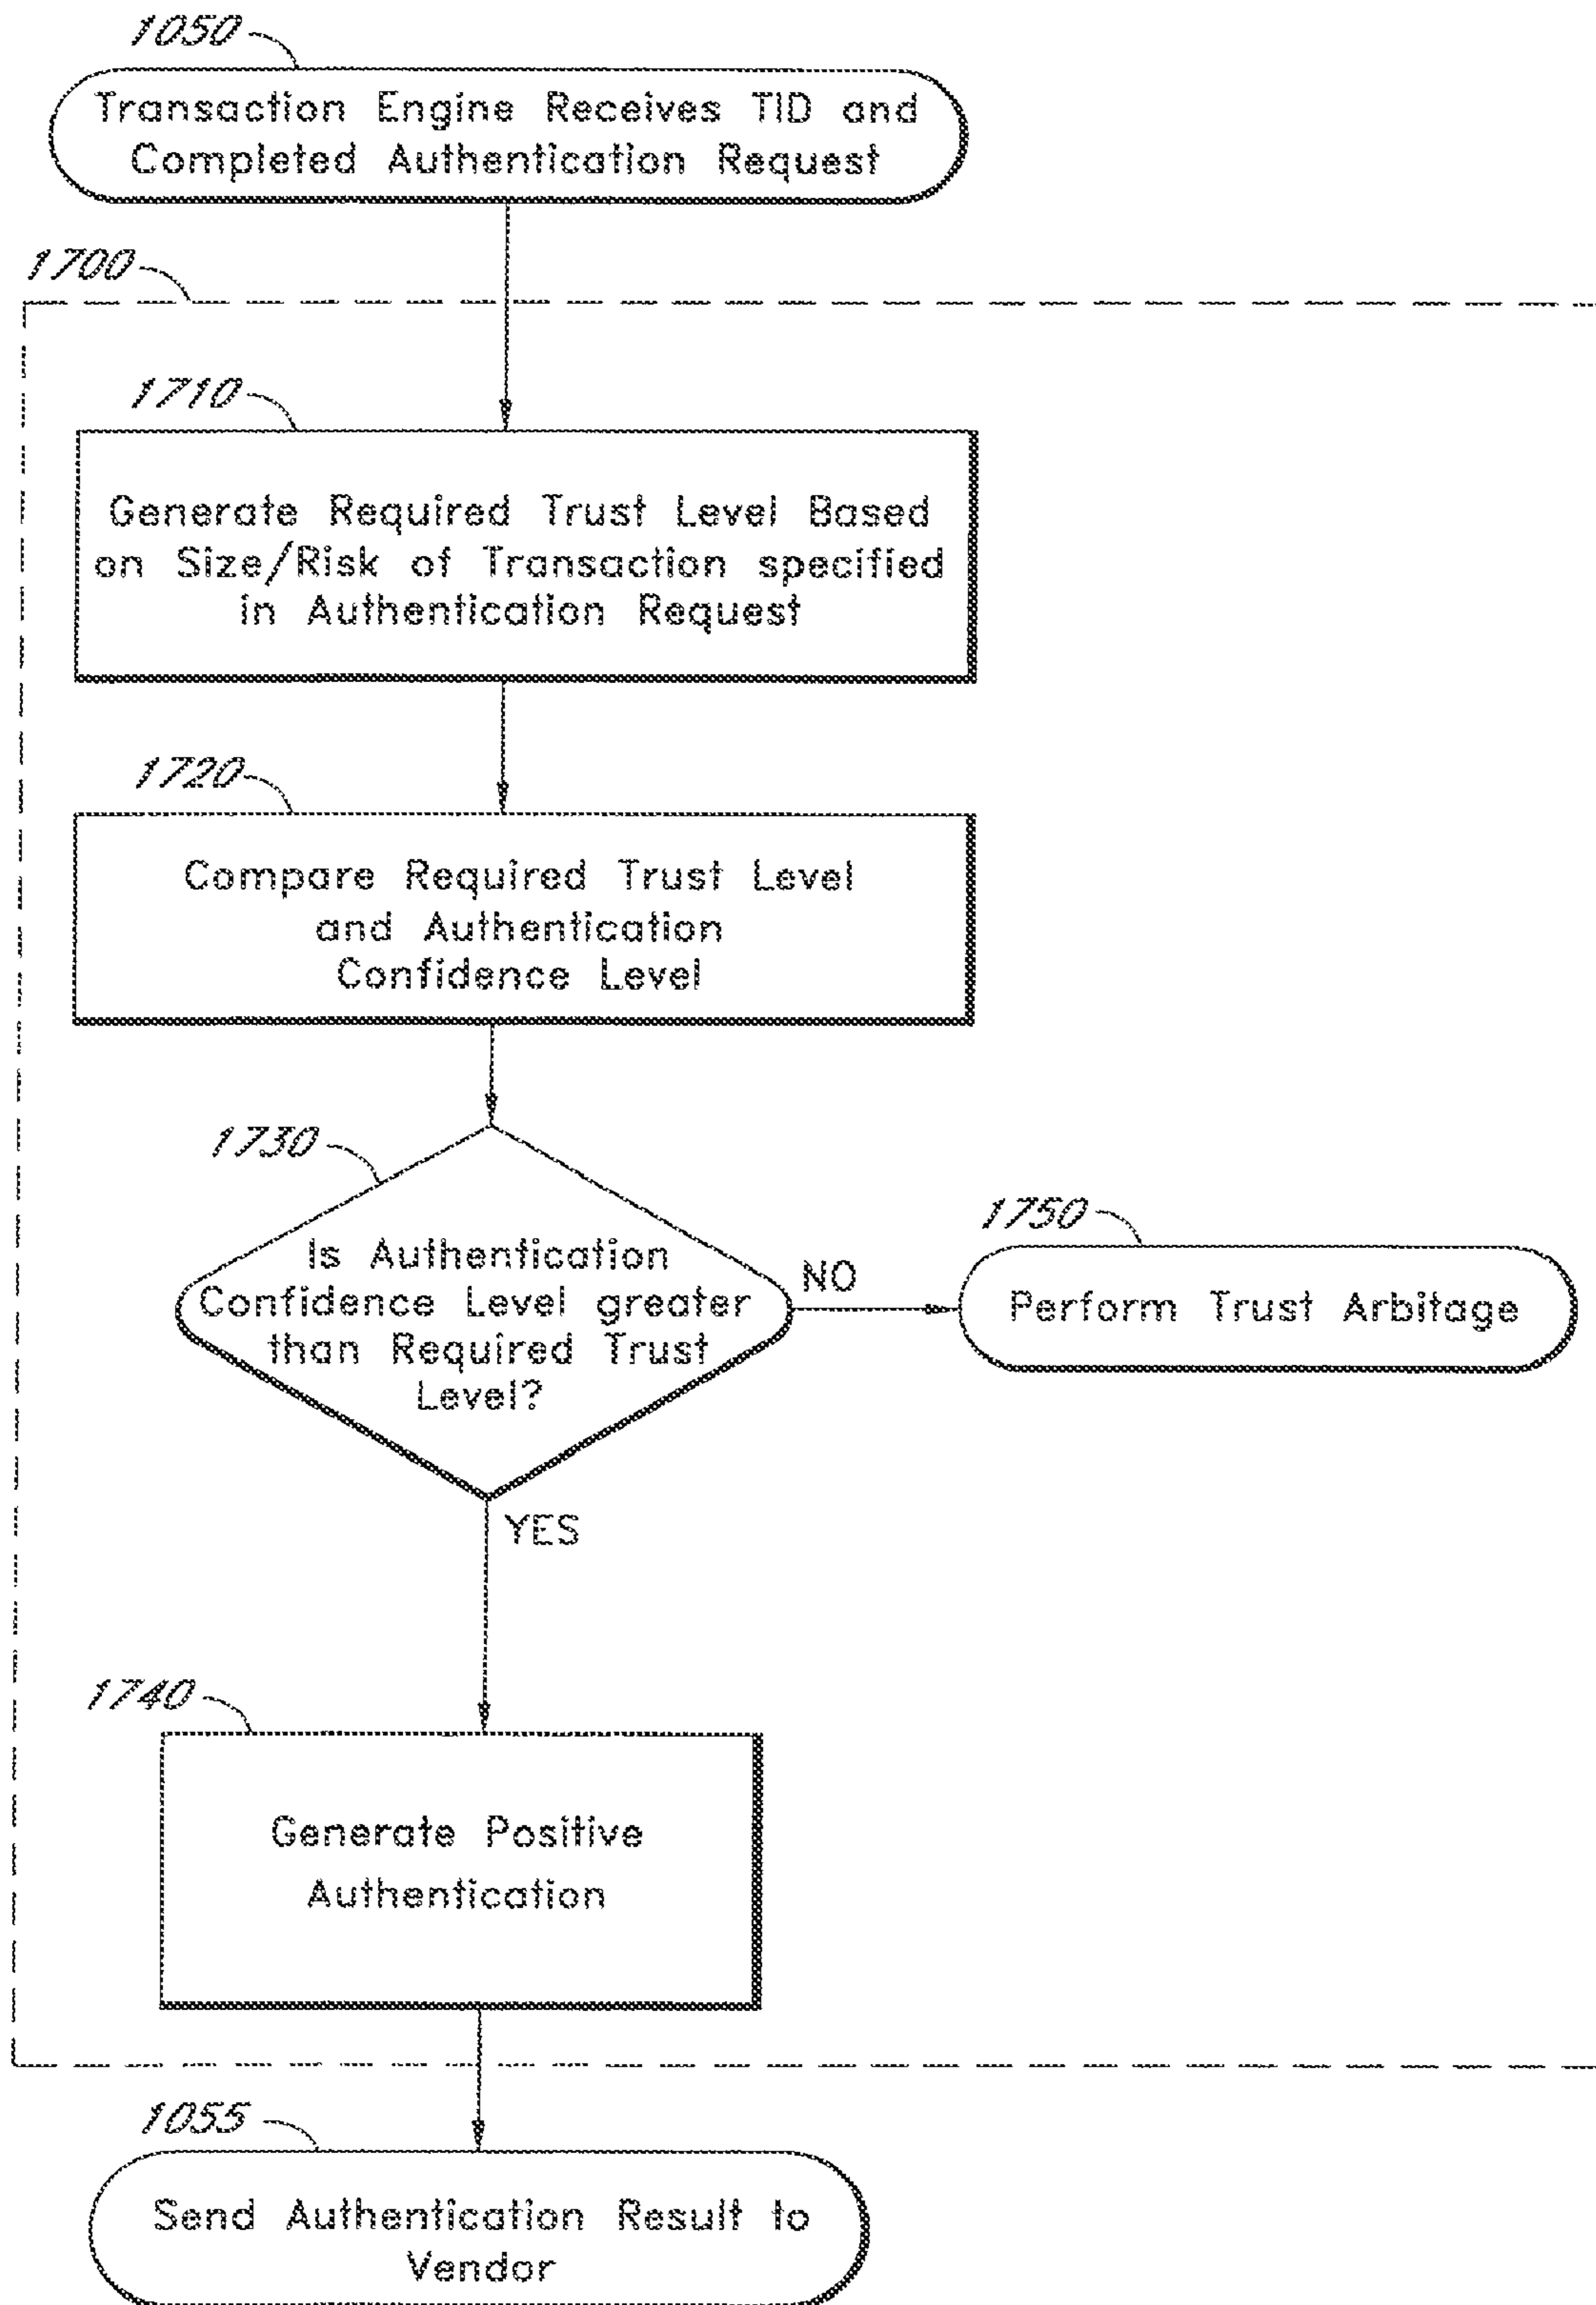 1050
Transaction Engine Receives TID and
Completed Authentication Request
1700
1710
Generate Required Trust Level Based
on Size/Risk of Transaction specified
in Authentication Request
1720
Compare Required Trust Level
and Authentication
Confidence Level
1730
Is Authentication
Confidence Level greater
than Required Trust
Level?
NO
1750
Perform Trust Arbitage
YES
1740
Generate Positive
Authentication
1055
Send Authentication Result to
Vendor